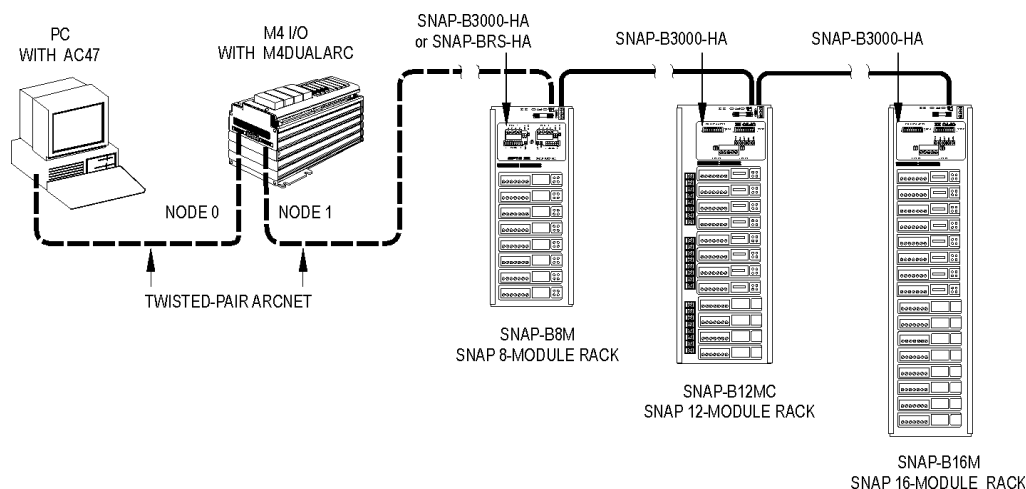 PC
WITH AC47
M4 I/O
WITH M4DUALARC
SNAP-B3000-HA
or SNAP-BRS-HA
SNAP-B3000-HA
SNAP-B3000-HA
NODE 0
NODE 1
TWISTED-PAIR ARCNET
SNAP-B8M
SNAP 8-MODULE RACK
SNAP-B12MC
SNAP 12-MODULE RACK
SNAP-B16M
SNAP 16-MODULE RACK